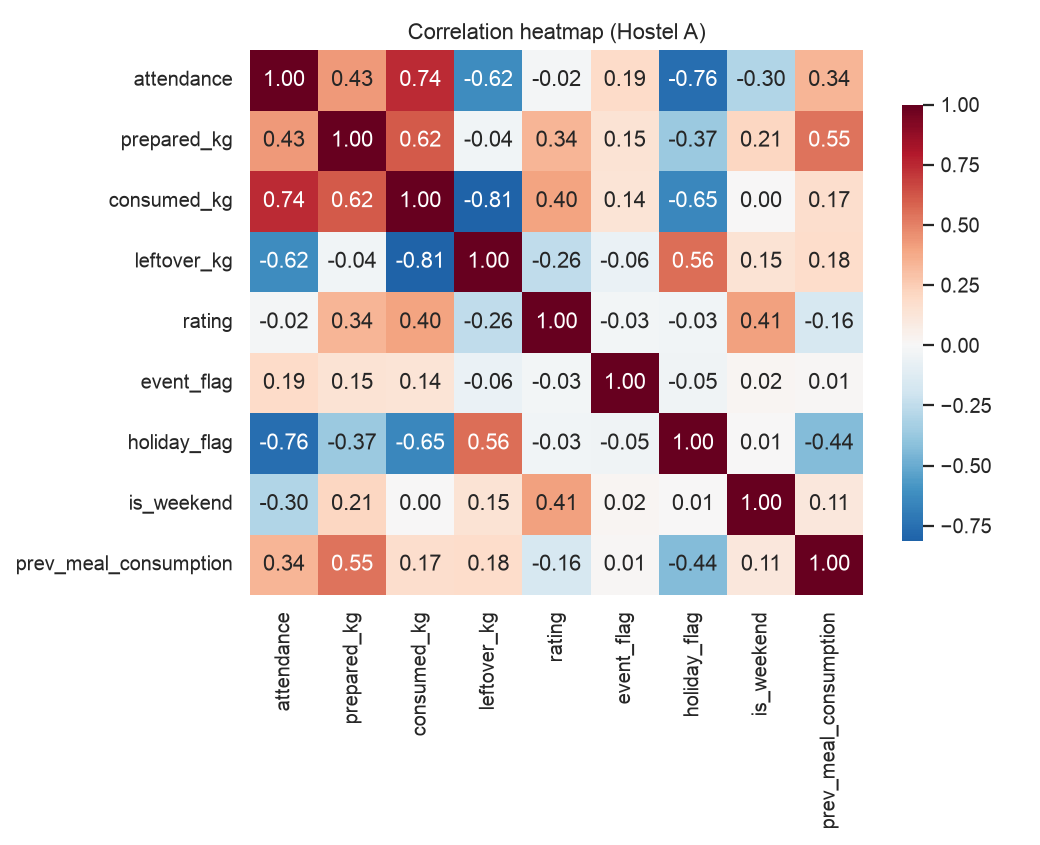 Correlation heatmap (Hostel A)
attendance 1.00 0.43 0.74 -0.62 -0.02 0.19 -0.76 -0.30 0.34
prepared_kg 0.43 1.00 0.62 -0.04 0.34 0.15 -0.37 0.21 0.55
consumed_kg 0.74 0.62 1.00 -0.81 0.40 0.14 -0.65 0.00 0.17
leftover_kg -0.62 -0.04 -0.81 1.00 -0.26 -0.06 0.56 0.15 0.18
rating -0.02 0.34 0.40 -0.26 1.00 -0.03 -0.03 0.41 -0.16
event_flag 0.19 0.15 0.14 -0.06 -0.03 1.00 -0.05 0.02 0.01
holiday_flag -0.76 -0.37 -0.65 0.56 -0.03 -0.05 1.00 0.01 -0.44
is_weekend -0.30 0.21 0.00 0.15 0.41 0.02 0.01 1.00 0.11
prev_meal_consumption 0.34 0.55 0.17 0.18 -0.16 0.01 -0.44 0.11 1.00
attendance
prepared_kg
consumed_kg
leftover_kg
rating
event_flag
holiday_flag
is_weekend
prev_meal_consumption
1.00
0.75
0.50
0.25
0.00
−0.25
−0.50
−0.75